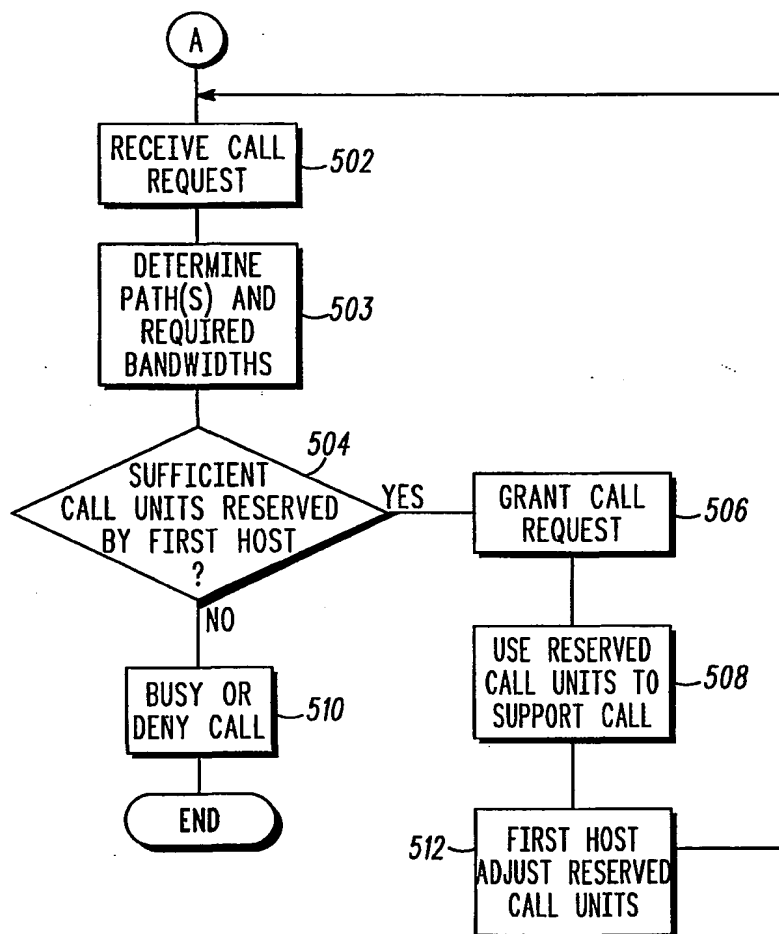 A
RECEIVE CALL
REQUEST
502
DETERMINE
PATH(S) AND
REQUIRED
BANDWIDTHS
503
504
SUFFICIENT
CALL UNITS RESERVED
BY FIRST HOST
?
YES
NO
GRANT CALL
REQUEST
506
USE RESERVED
CALL UNITS TO
SUPPORT CALL
508
BUSY OR
DENY CALL
510
END
512
FIRST HOST
ADJUST RESERVED
CALL UNITS